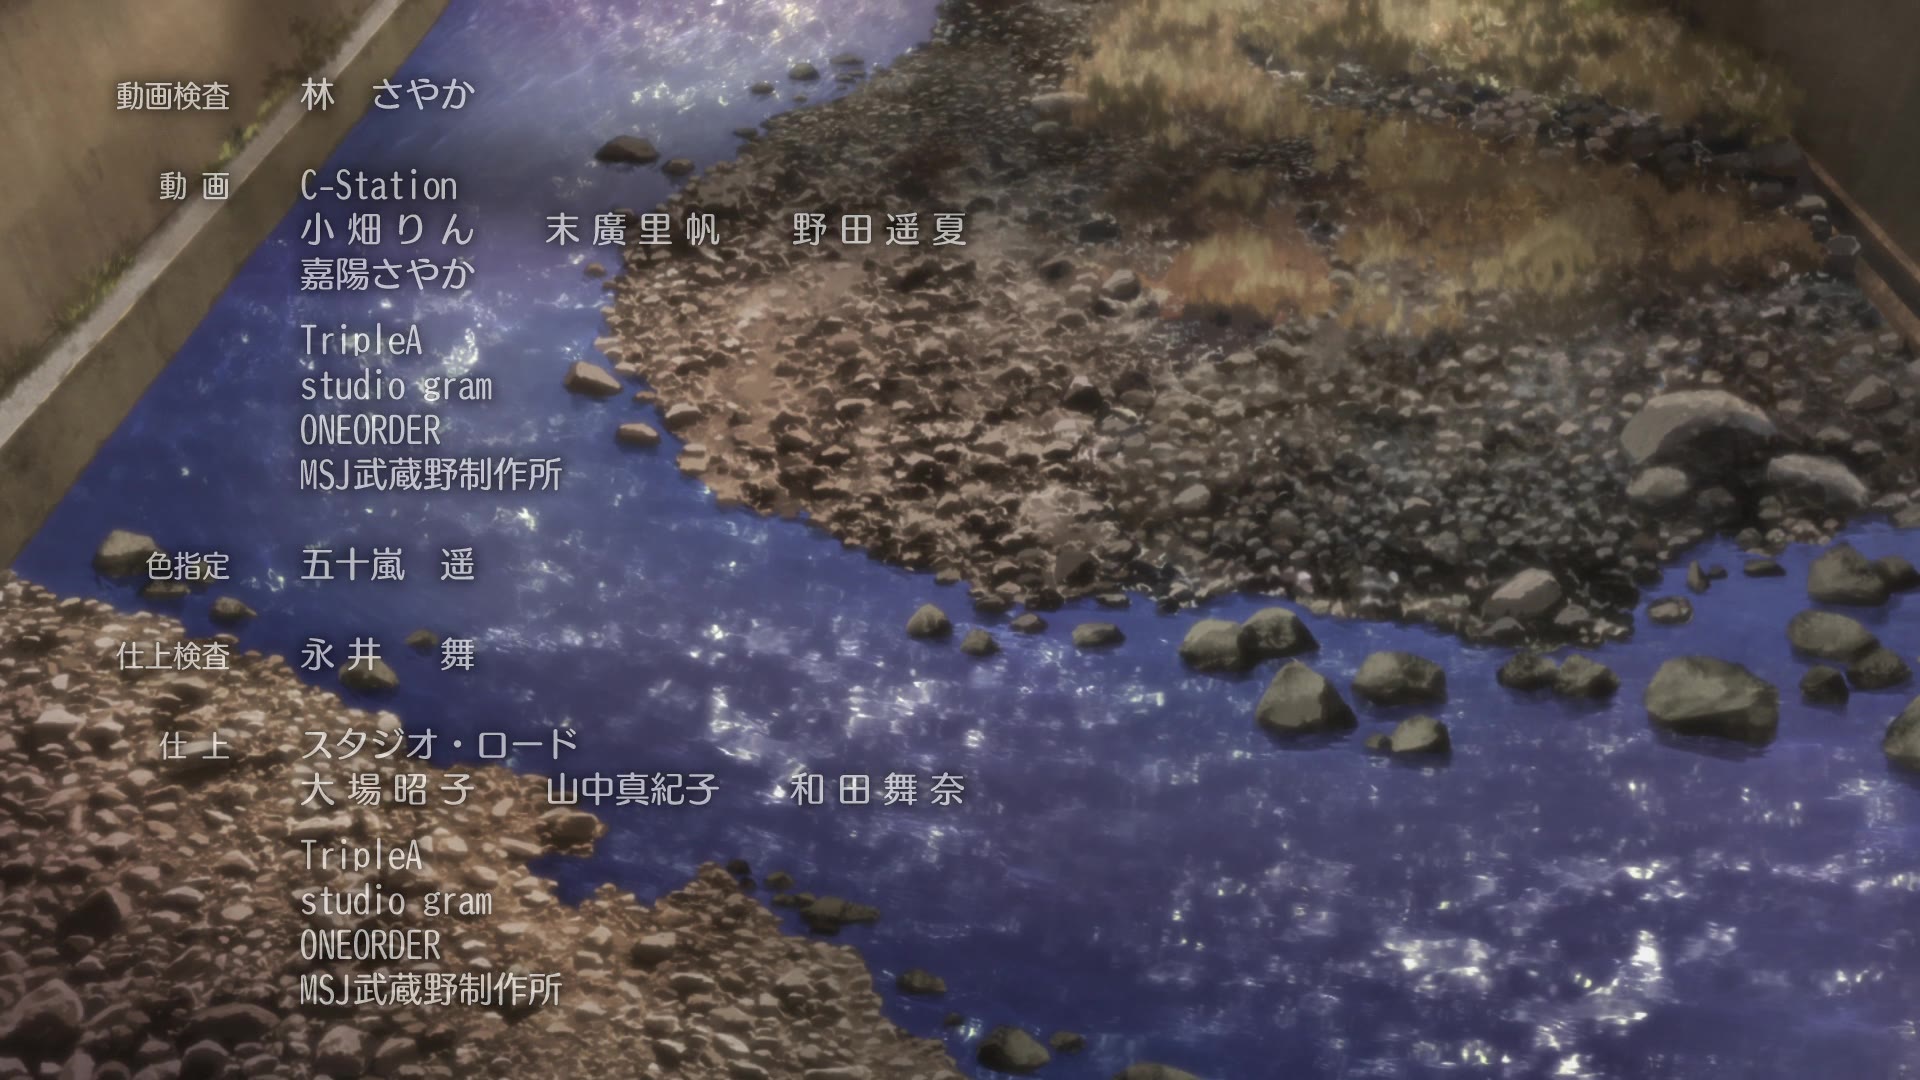 動画検査 林 さやか
動画 C-Station
小畑りん 末廣里帆 野田遥夏
嘉陽さやか
TripleA
studio gram
ONEORDER
MSJ武蔵野制作所
色指定 五十嵐 遥
仕上検査 永井 舞
仕上 スタジオ・ロード
大場昭子 山中真紀子 和田舞奈
TripleA
studio gram
ONEORDER
MSJ武蔵野制作所